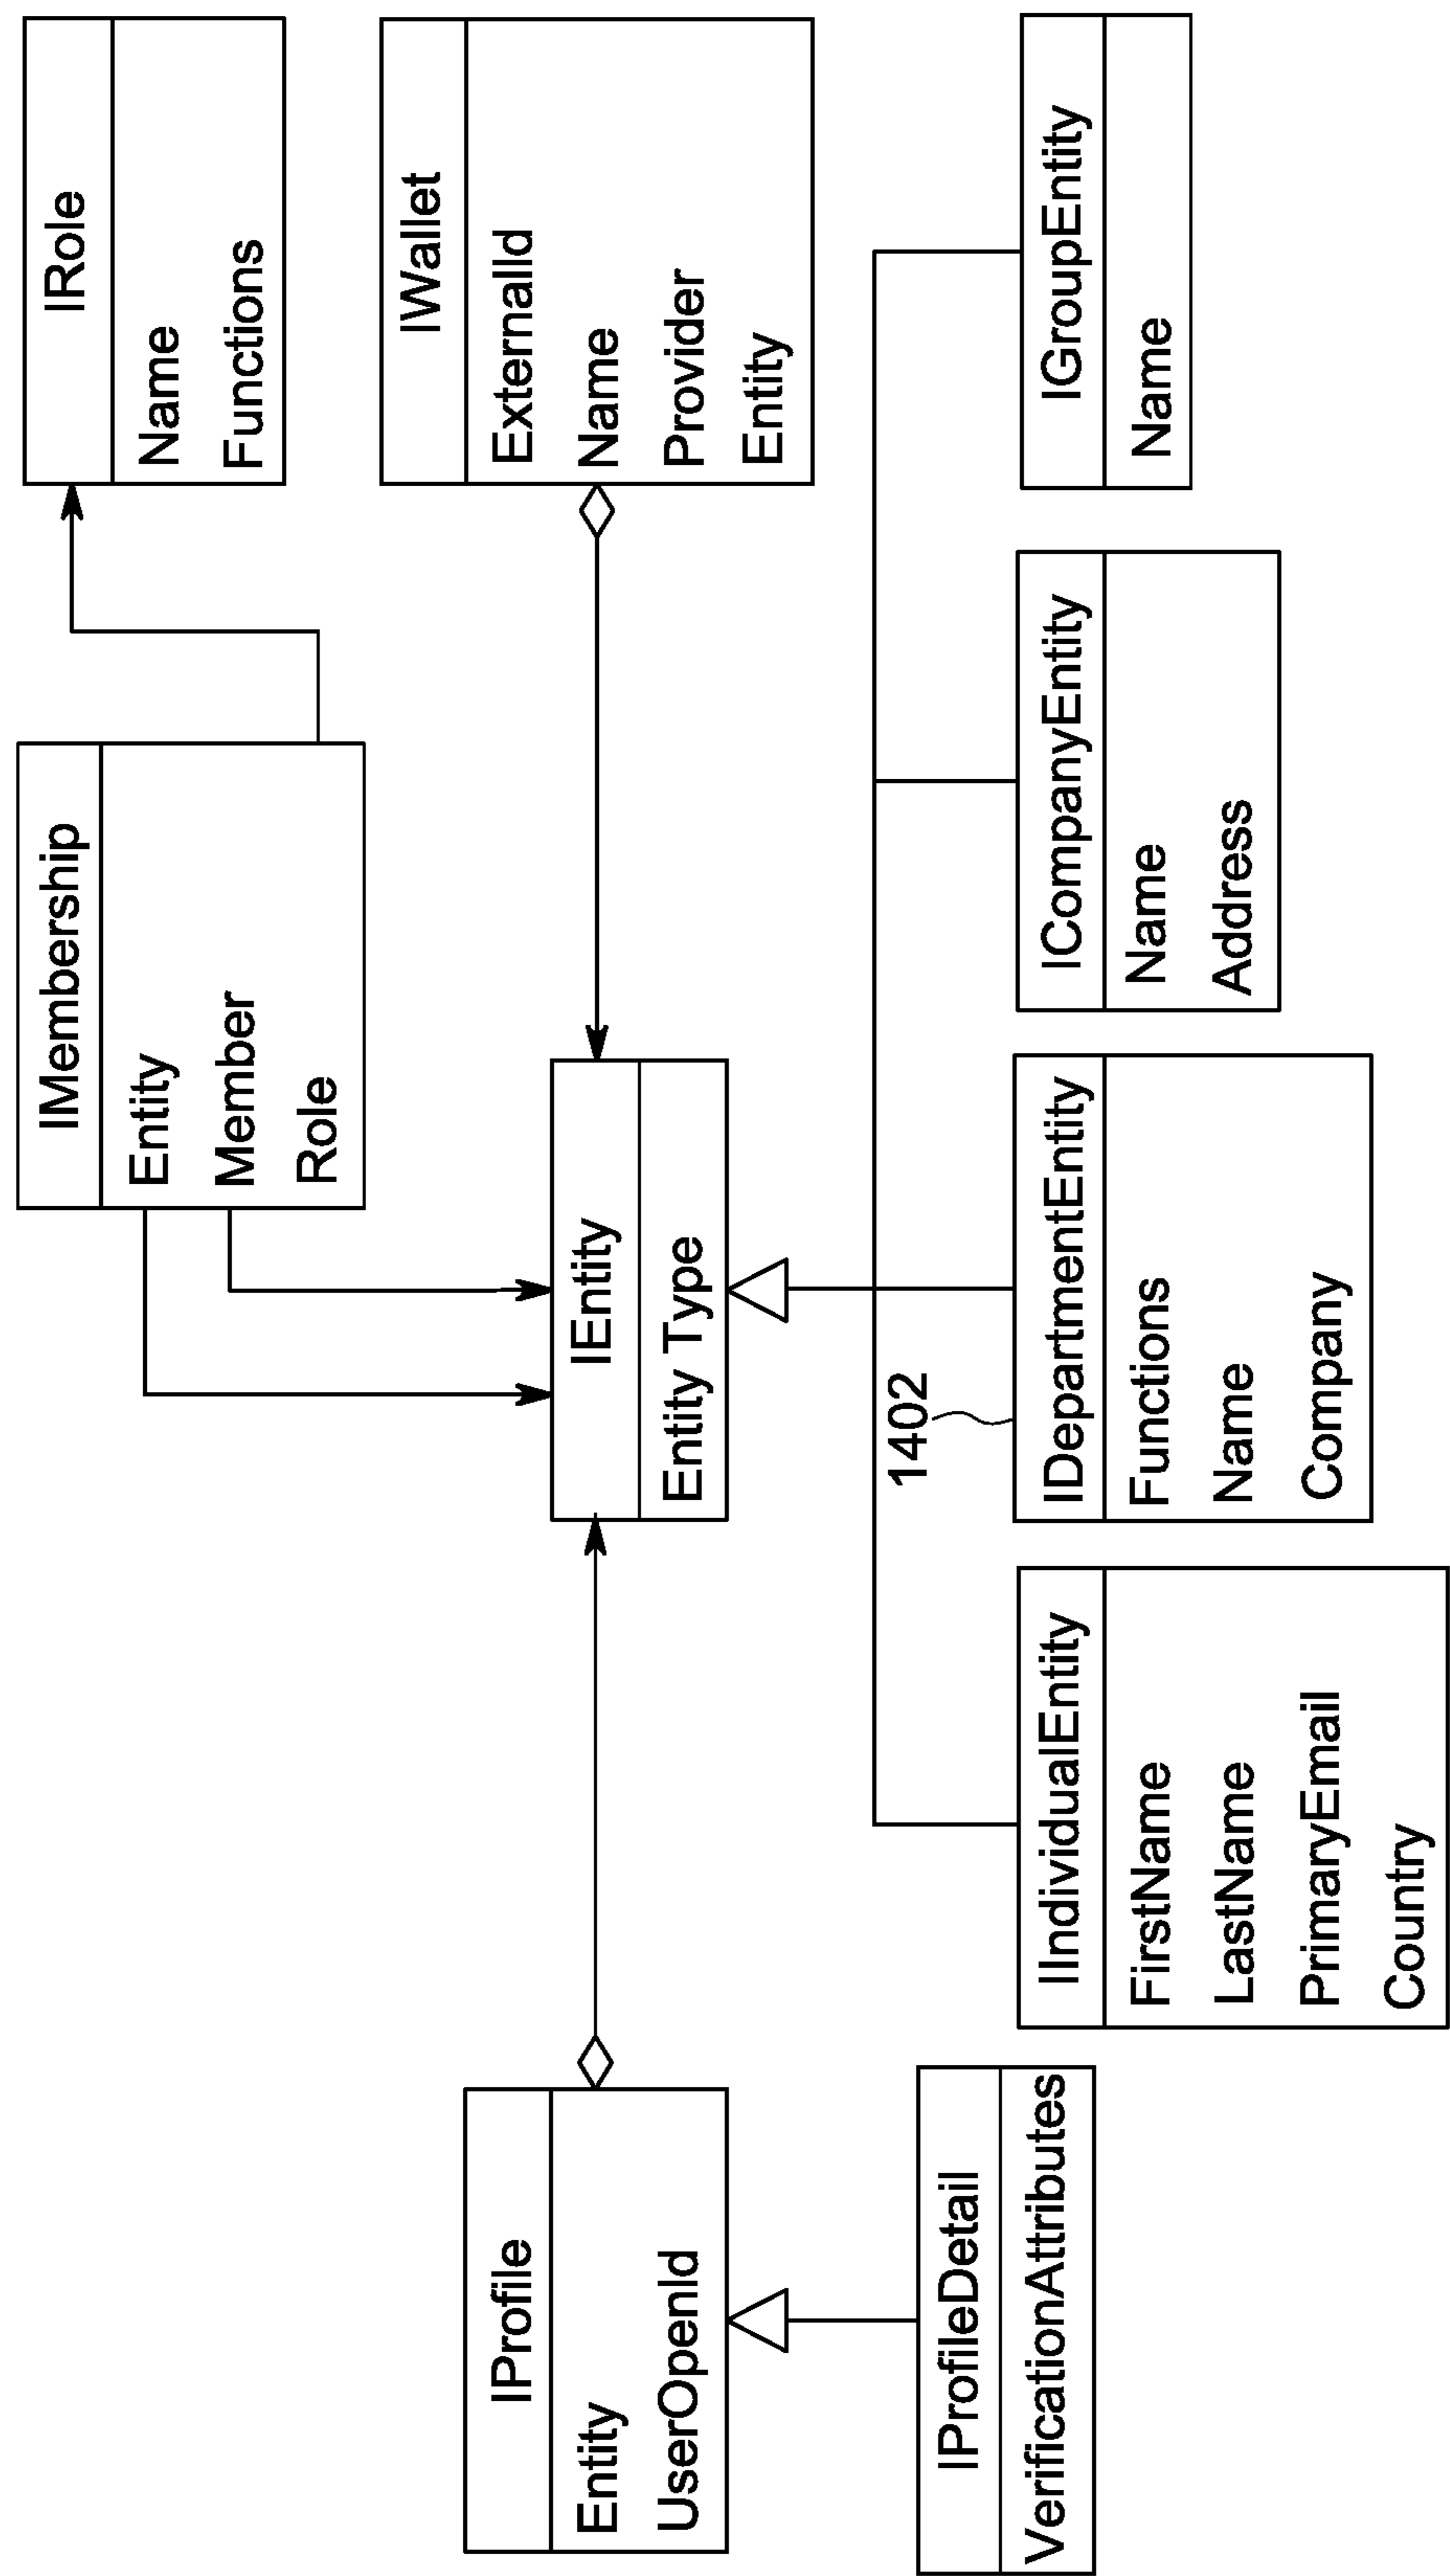 IMembership
Entity
Member
Role
IRole
Name
Functions
IProfile
Entity
UserOpenId
IEntity
Entity Type
IWallet
ExternalId
Name
Provider
Entity
1402
IProfileDetail
VerificationAttributes
IIndividualEntity
FirstName
LastName
PrimaryEmail
Country
IDepartmentEntity
Functions
Name
Company
ICompanyEntity
Name
Address
IGroupEntity
Name